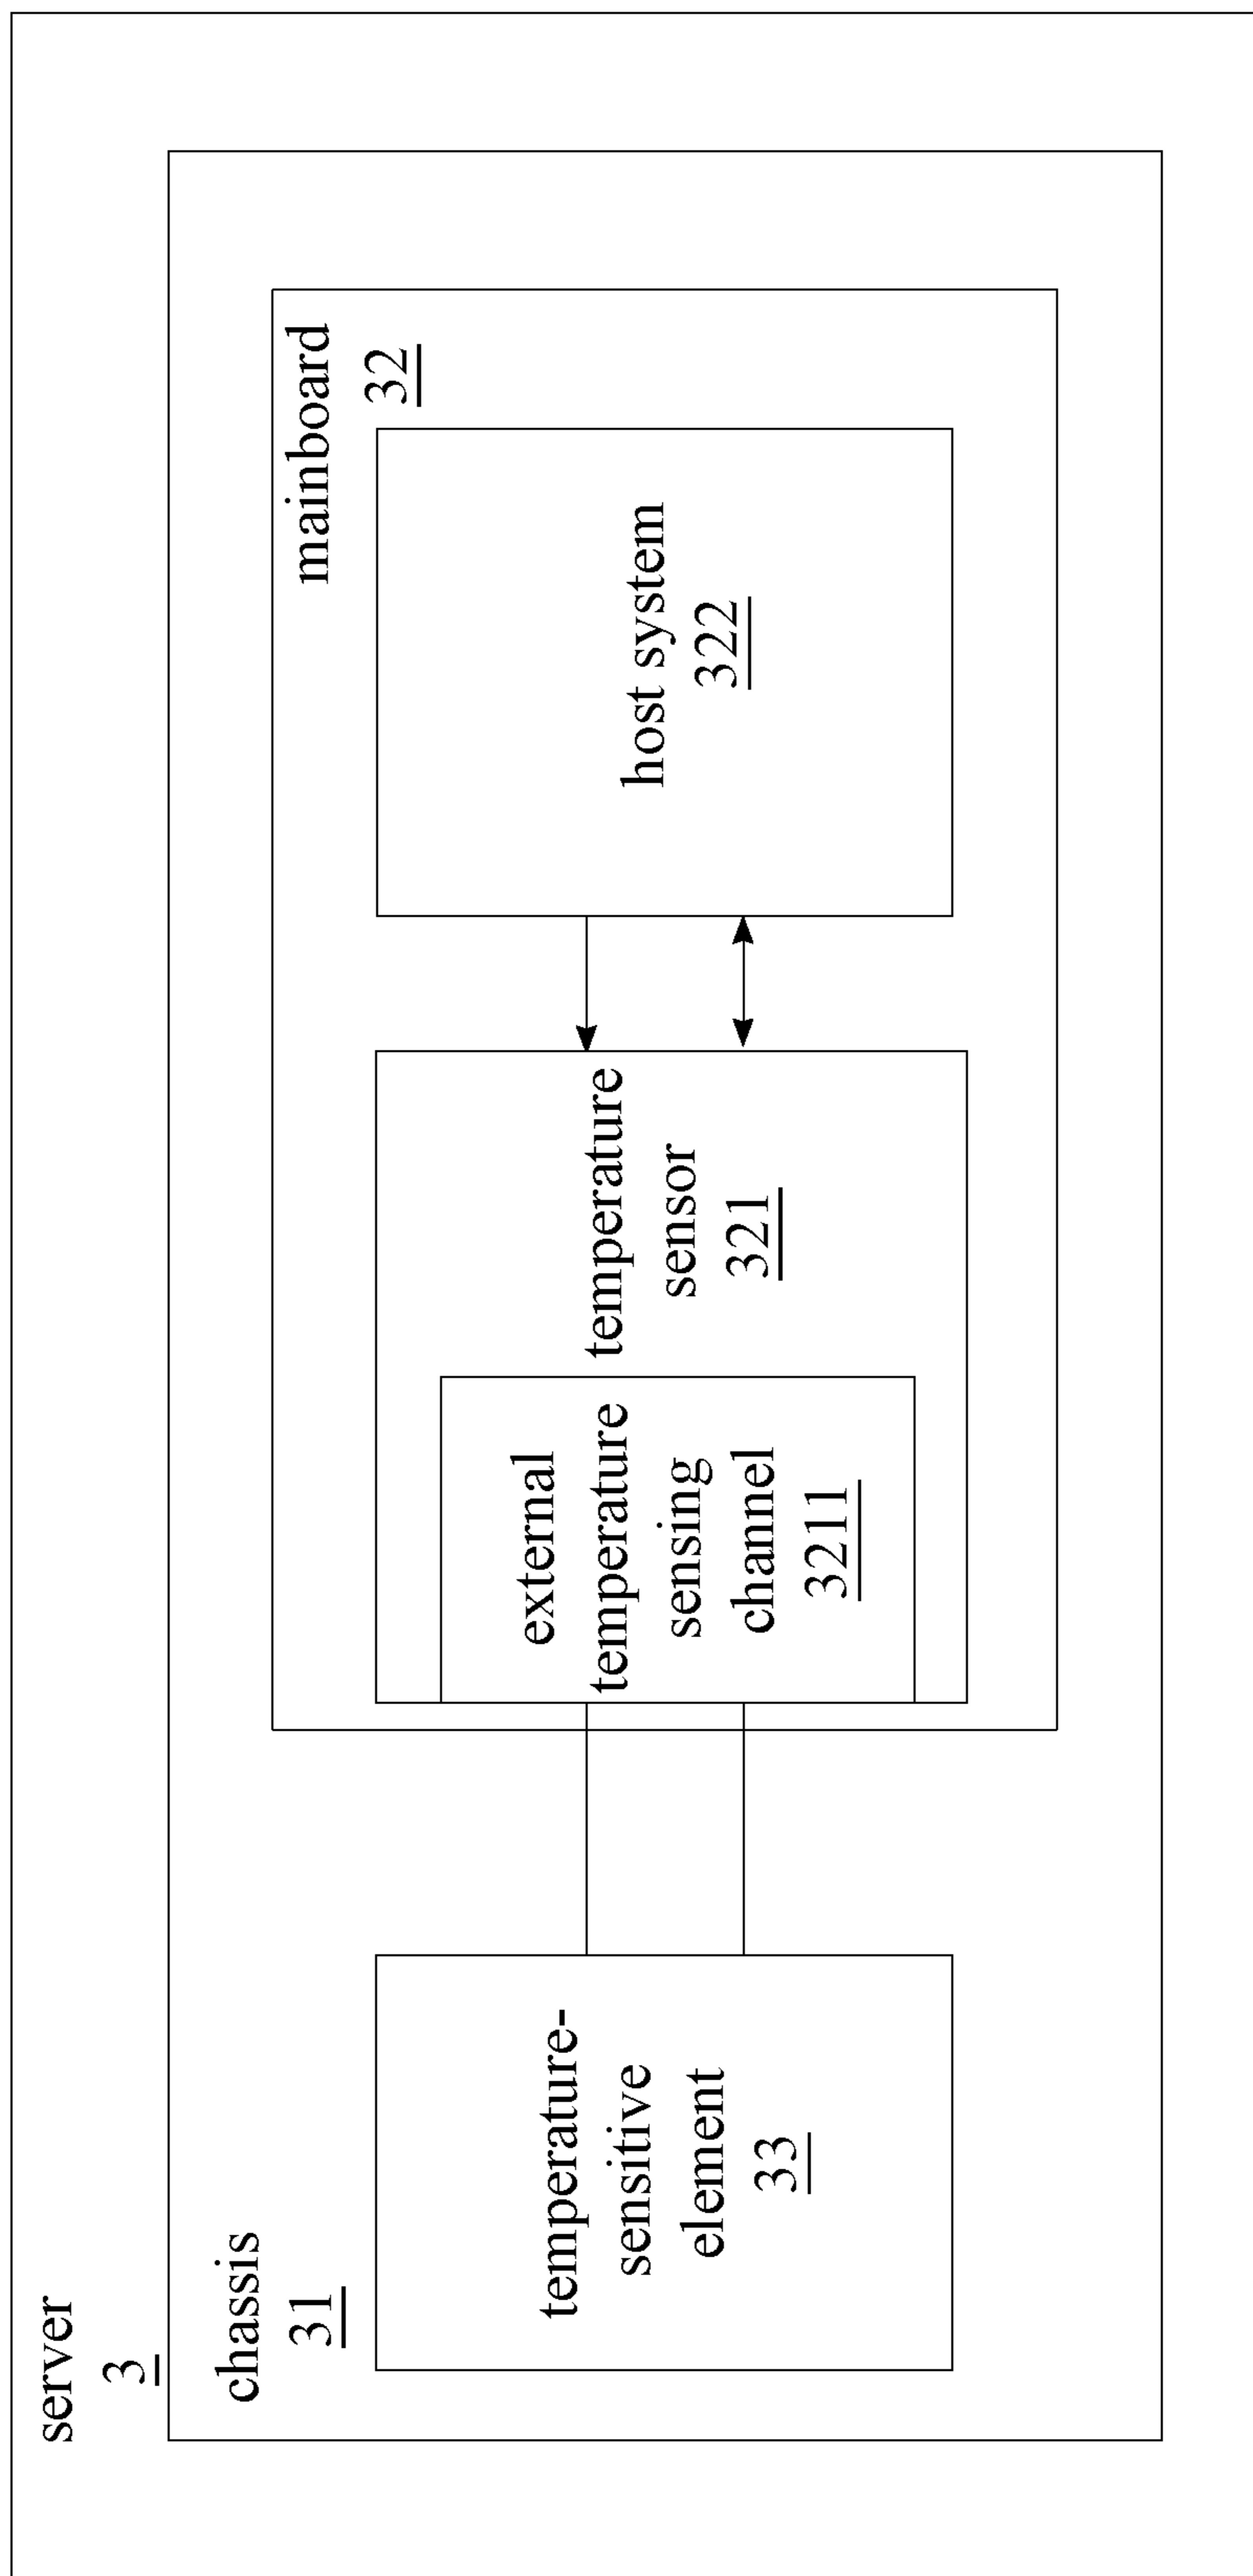 server
3
chassis
31
temperature-
sensitive
element
33
external
temperature
sensing
channel
3211
temperature
sensor
321
mainboard
32
host system
322